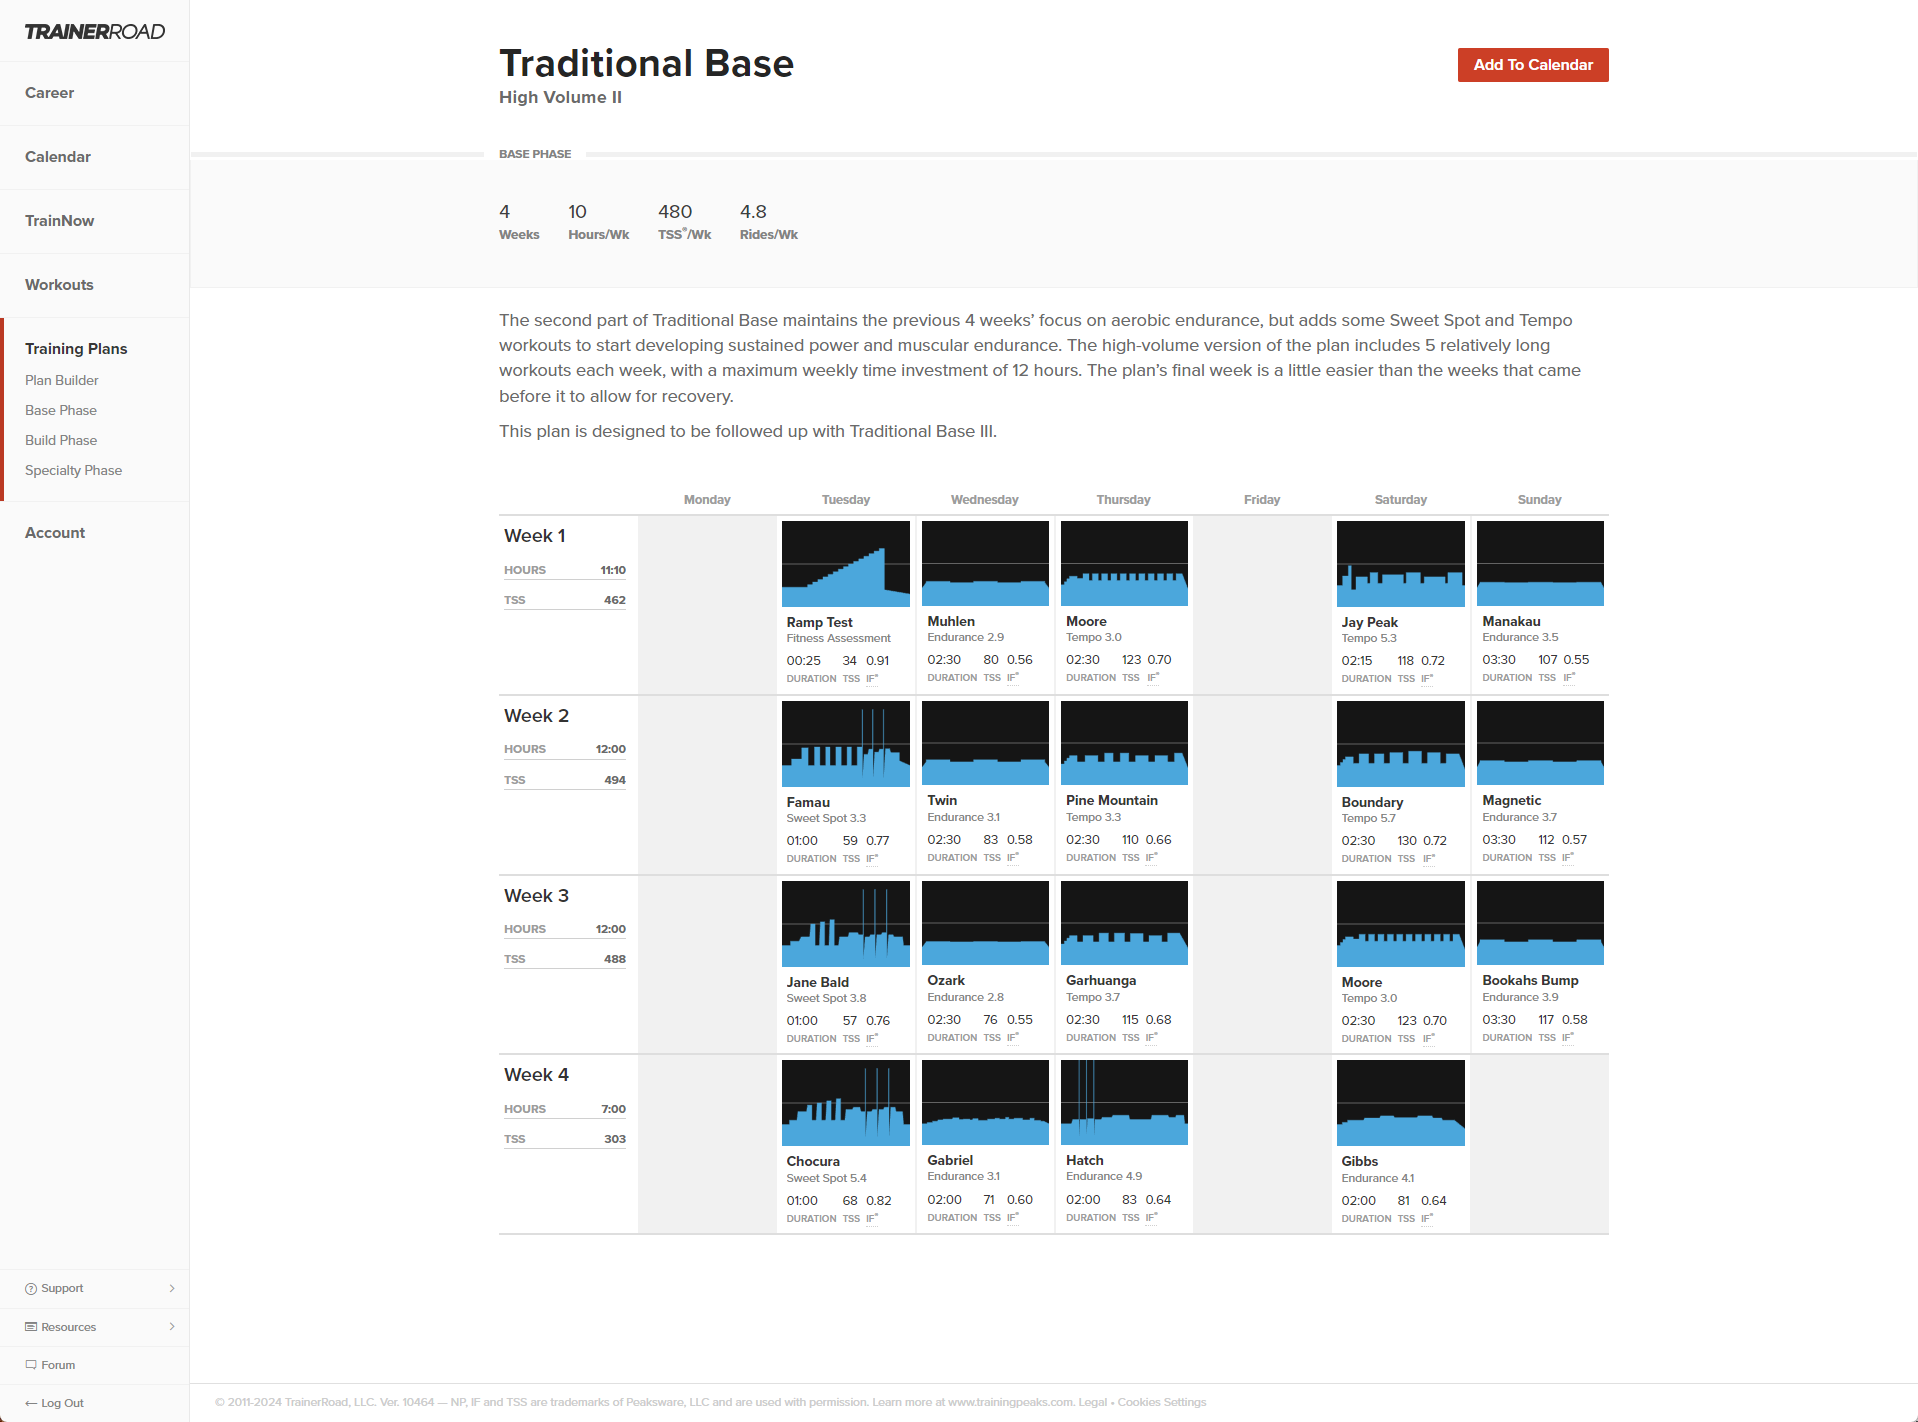 TRAINERROAD
Career
Calendar
TrainNow
Workouts
Training Plans
Plan Builder
Base Phase
Build Phase
Specialty Phase
Account
Support
Resources
Forum
Log Out
Traditional Base
High Volume II
Add To Calendar
BASE PHASE
4 10 480 4.8
Weeks Hours/Wk TSS®/Wk Rides/Wk
The second part of Traditional Base maintains the previous 4 weeks’ focus on aerobic endurance, but adds some Sweet Spot and Tempo
workouts to start developing sustained power and muscular endurance. The high-volume version of the plan includes 5 relatively long
workouts each week, with a maximum weekly time investment of 12 hours. The plan’s final week is a little easier than the weeks that came
before it to allow for recovery.
This plan is designed to be followed up with Traditional Base III.
Monday Tuesday Wednesday Thursday Friday Saturday Sunday
Week 1
HOURS 11:10
TSS 462
Ramp Test
Fitness Assessment
00:25 34 0.91
DURATION TSS IF®
Muhlen
Endurance 2.9
02:30 80 0.56
DURATION TSS IF®
Moore
Tempo 3.0
02:30 123 0.70
DURATION TSS IF®
Jay Peak
Tempo 5.3
02:15 118 0.72
DURATION TSS IF®
Manakau
Endurance 3.5
03:30 107 0.55
DURATION TSS IF®
Week 2
HOURS 12:00
TSS 494
Famau
Sweet Spot 3.3
01:00 59 0.77
DURATION TSS IF®
Twin
Endurance 3.1
02:30 83 0.58
DURATION TSS IF®
Pine Mountain
Tempo 3.3
02:30 110 0.66
DURATION TSS IF®
Boundary
Tempo 5.7
02:30 130 0.72
DURATION TSS IF®
Magnetic
Endurance 3.7
03:30 112 0.57
DURATION TSS IF®
Week 3
HOURS 12:00
TSS 488
Jane Bald
Sweet Spot 3.8
01:00 57 0.76
DURATION TSS IF®
Ozark
Endurance 2.8
02:30 76 0.55
DURATION TSS IF®
Garhuanga
Tempo 3.7
02:30 115 0.68
DURATION TSS IF®
Moore
Tempo 3.0
02:30 123 0.70
DURATION TSS IF®
Bookahs Bump
Endurance 3.9
03:30 117 0.58
DURATION TSS IF®
Week 4
HOURS 7:00
TSS 303
Chocura
Sweet Spot 5.4
01:00 68 0.82
DURATION TSS IF®
Gabriel
Endurance 3.1
02:00 71 0.60
DURATION TSS IF®
Hatch
Endurance 4.9
02:00 83 0.64
DURATION TSS IF®
Gibbs
Endurance 4.1
02:00 81 0.64
DURATION TSS IF®
© 2011-2024 TrainerRoad, LLC. Ver. 10464 — NP, IF and TSS are trademarks of Peaksware, LLC and are used with permission. Learn more at www.trainingpeaks.com. Legal • Cookies Settings